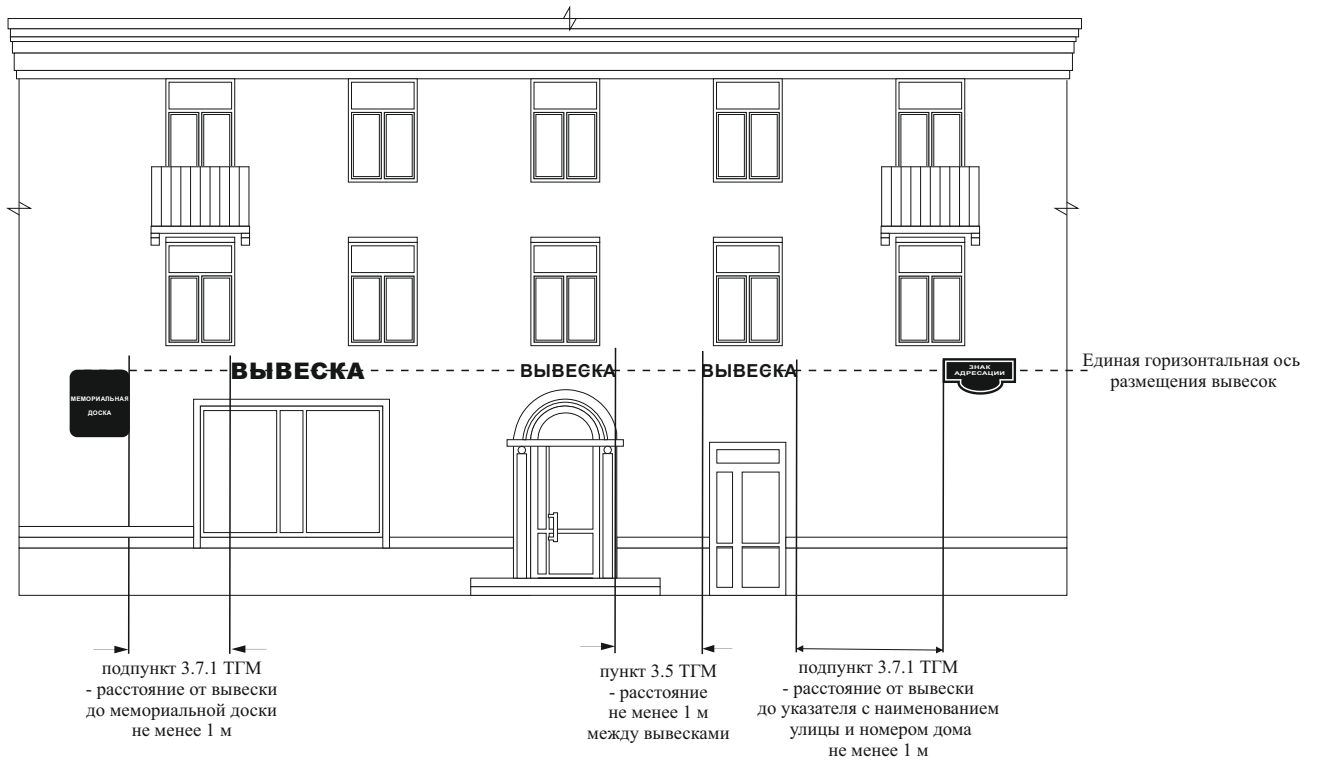 ВЫВЕСКА
ВЫВЕСКА
ВЫВЕСКА
ЗНАК
АДРЕСАЦИИ
Единая горизонтальная ось
размещения вывесок
МЕМОРИАЛЬНАЯ
ДОСКА
подпункт 3.7.1 ТГМ
- расстояние от вывески
до мемориальной доски
не менее 1 м
пункт 3.5 ТГМ
- расстояние
не менее 1 м
между вывесками
подпункт 3.7.1 ТГМ
- расстояние от вывески
до указателя с наименованием
улицы и номером дома
не менее 1 м